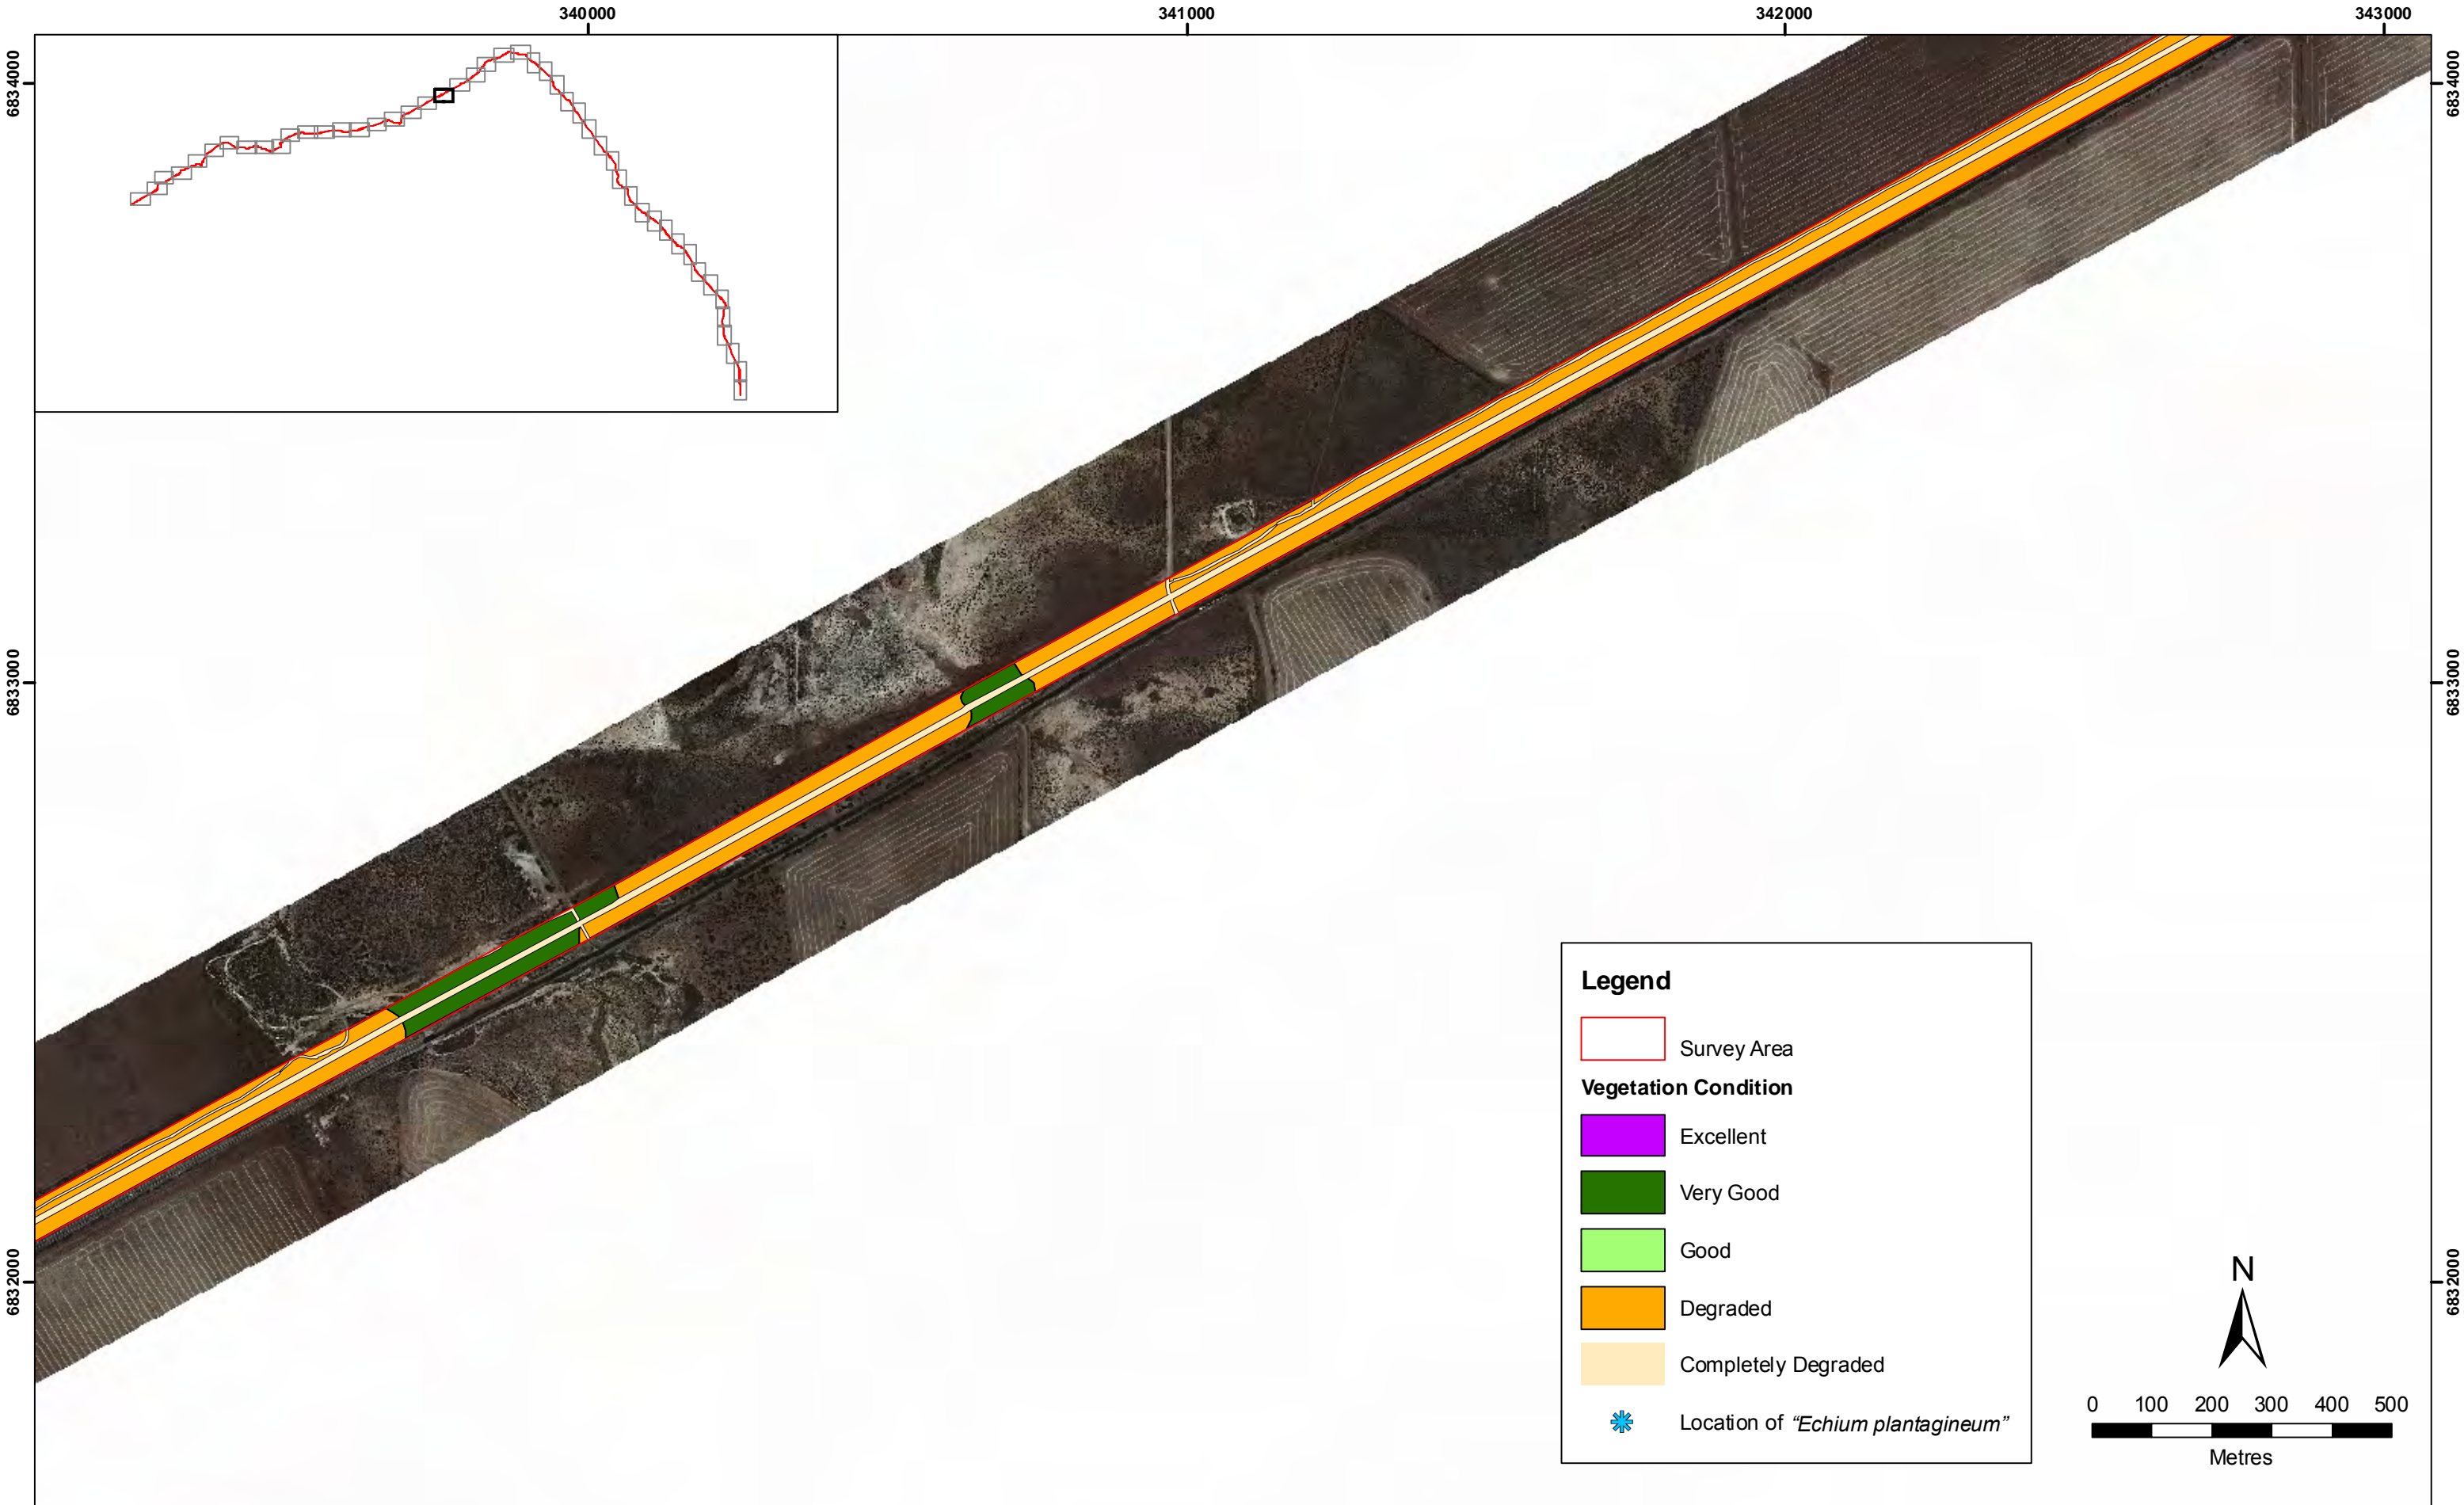 340000 341000 342000 343000
6834000 6834000
6833000 6833000
6832000 6832000
Legend
Survey Area
Vegetation Condition
Excellent
Very Good
Good
Degraded
Completely Degraded
Location of “Echium plantagineum”
N
0 100 200 300 400 500
Metres